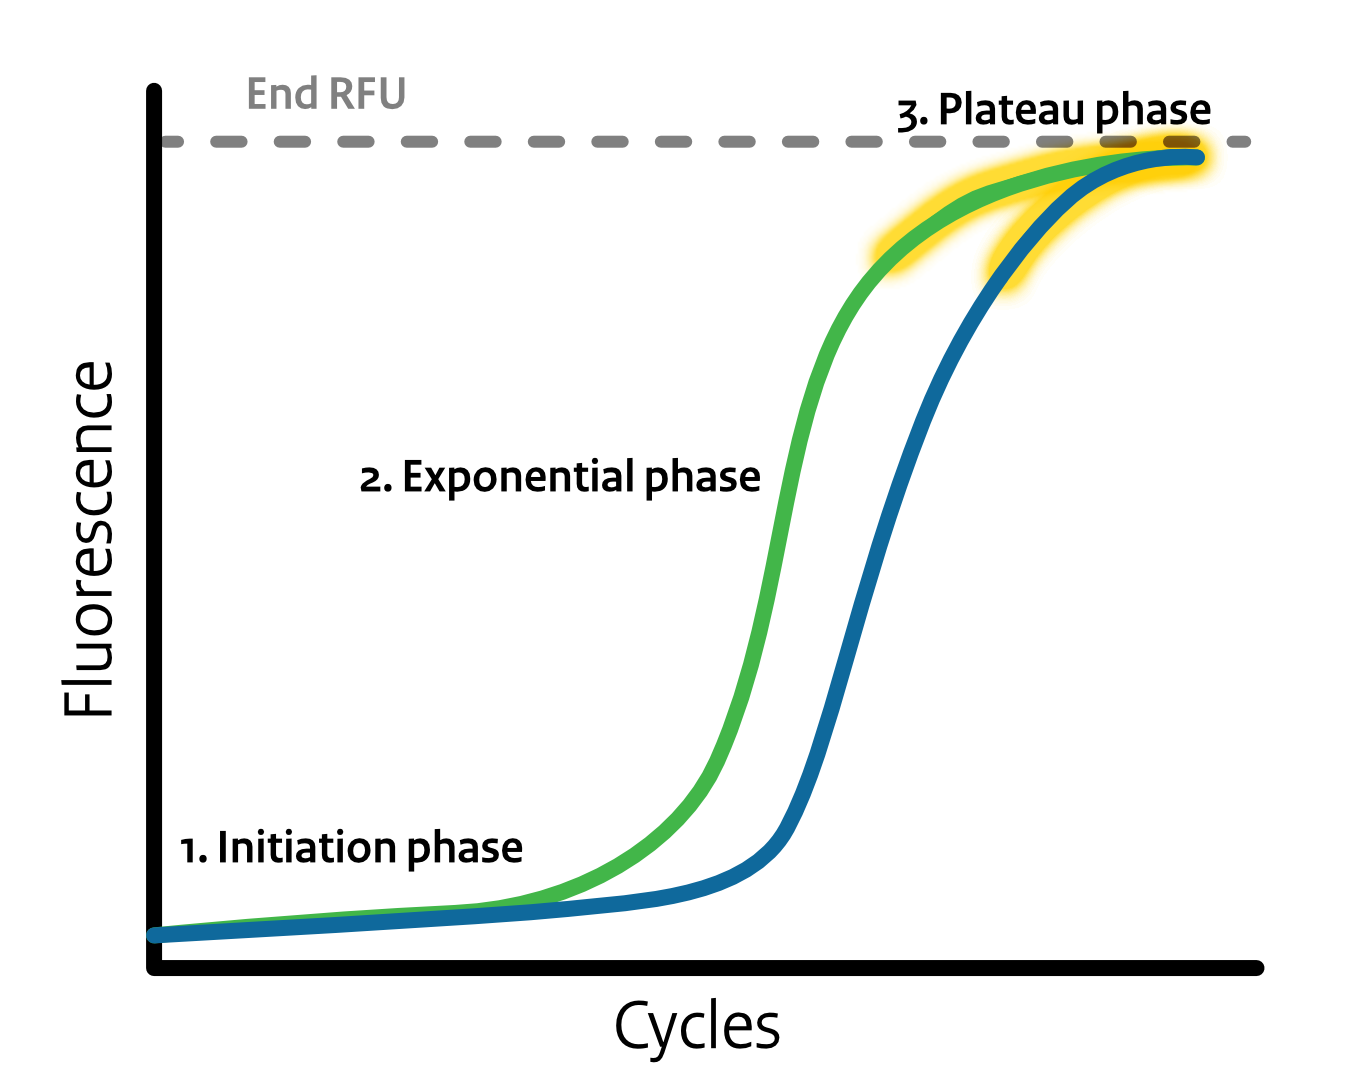 End RFU
3. Plateau phase
2. Exponential phase
Fluorescence
1. Initiation phase
Cycles